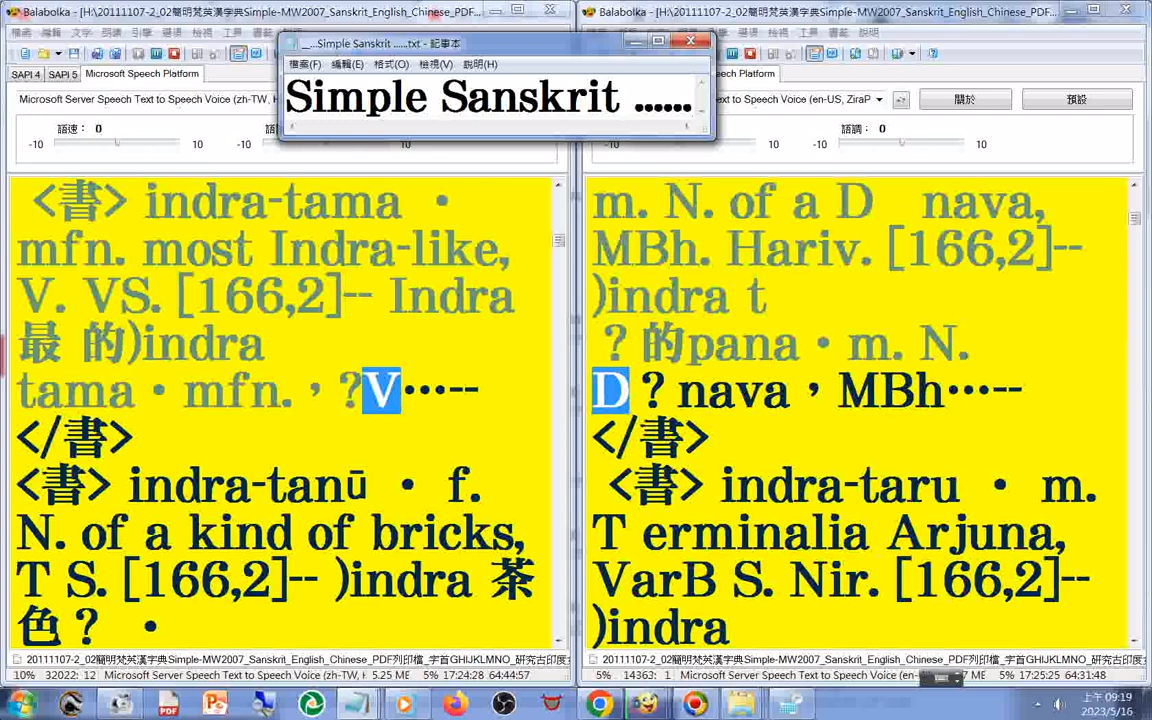 Balabolka - [H:\20111107-2_02簡明梵英漢字典Simple-MW2007_Sanskrit_English_Chinese_PDF...
Balabolka - [H:\20111107-2_02簡明梵英漢字典Simple-MW2007_Sanskrit_English_Chinese_PDF...
__...Simple Sanskrit ......txt - 記事本
檔案(F) 編輯(E) 格式(O) 檢視(V) 說明(H)
Simple Sanskrit ......
SAPI 4 SAPI 5 Microsoft Speech Platform
Speech Platform
Microsoft Server Speech Text to Speech Voice (zh-TW, H
xt to Speech Voice (en-US, ZiraP
關於 預設
語速： 0
語調： 0
-10 10 -10 10
-10 10
<書> indra-tama •
mfn. most Indra-like,
V. VS. [166,2]-- Indra
最 的)indra
tama・mfn.，?V…--
</書>
<書> indra-tanū • f.
N. of a kind of bricks,
T S. [166,2]-- )indra 茶
色? •
m. N. of a D nava,
MBh. Hariv. [166,2]--
)indra t
?的pana・m. N.
D?nava，MBh…--
</書>
<書> indra-taru • m.
T erminalia Arjuna,
VarB S. Nir. [166,2]--
)indra
20111107-2_02簡明梵英漢字典Simple-MW2007_Sanskrit_English_Chinese_PDF列印檔_字首GHIJKLMNO_研究古印度
20111107-2_02簡明梵英漢字典Simple-MW2007_Sanskrit_English_Chinese_PDF列印檔_字首GHIJKLMNO_研究古印度
10% 32022: 12 Microsoft Server Speech Text to Speech Voice (zh-TW, H 5.25 ME 17:24:28 64:44:57
5% 14363: 1 Microsoft Server Speech Text to Speech Voice (en-U 7 ME 5% 17:25:25 64:31:48
上午 09:19
2023/5/16